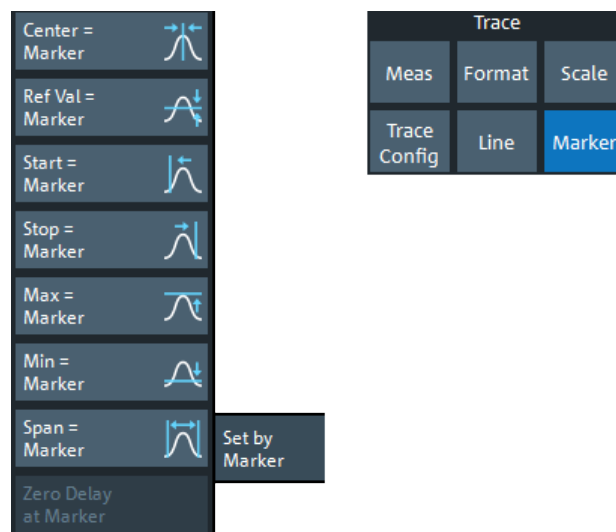 Center =
Marker
Ref Val =
Marker
Start =
Marker
Stop =
Marker
Max =
Marker
Min =
Marker
Span =
Marker
Zero Delay
at Marker
Set by
Marker
Trace
Meas
Format
Scale
Trace
Config
Line
Marker